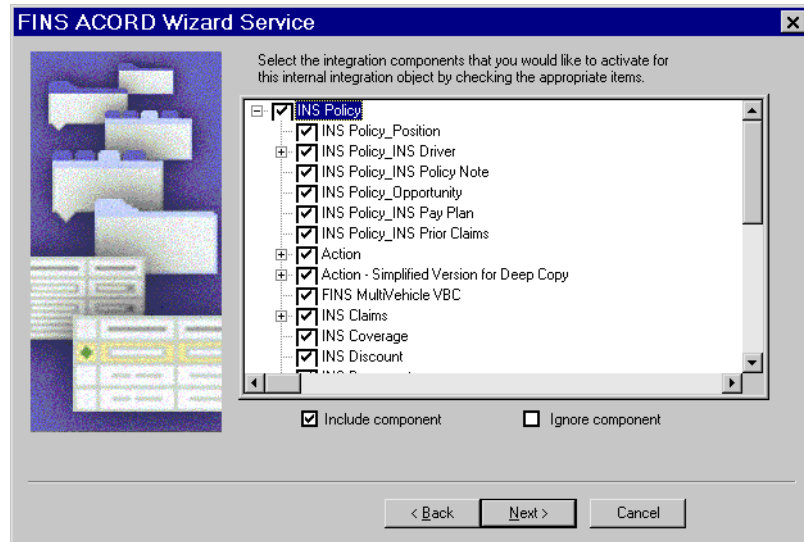 FINS ACORD Wizard Service
Select the integration components that you would like to activate for
this internal integration object by checking the appropriate items.
INS Policy
INS Policy_Position
INS Policy_INS Driver
INS Policy_INS Policy Note
INS Policy_Opportunity
INS Policy_INS Pay Plan
INS Policy_INS Prior Claims
Action
Action - Simplified Version for Deep Copy
FINS MultiVehicle VBC
INS Claims
INS Coverage
INS Discount
Include component Ignore component
< Back Next > Cancel